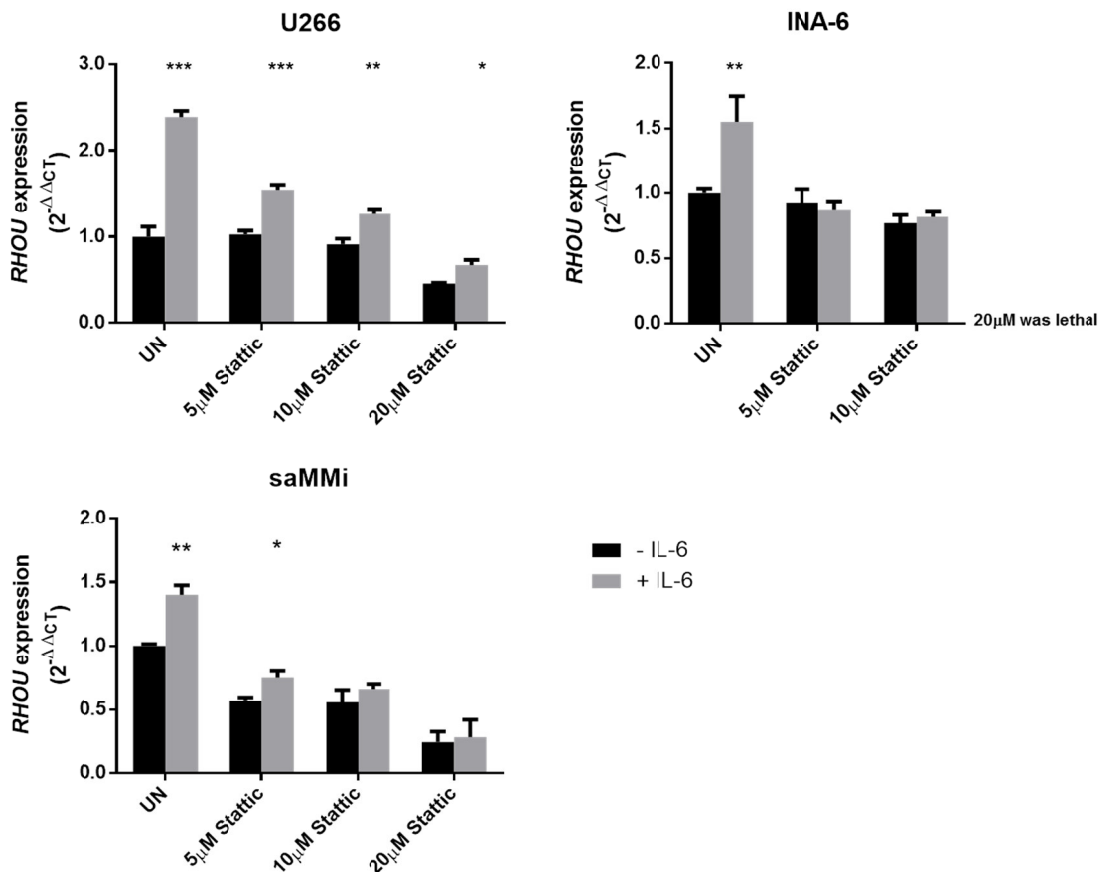 U266
RHOU expression
(2-Δ ΔCT)
3.0
2.0
1.0
0.0
***
***
**
*
UN
5µM Stattic
10µM Stattic
20µM Stattic
INA-6
RHOU expression
(2-Δ ΔCT)
2.0
1.5
1.0
0.5
0.0
**
UN
5µM Stattic
10µM Stattic
20µM was lethal
saMMi
RHOU expression
(2-Δ ΔCT)
2.0
1.5
1.0
0.5
0.0
**
*
UN
5µM Stattic
10µM Stattic
20µM Stattic
- IL-6
+ IL-6